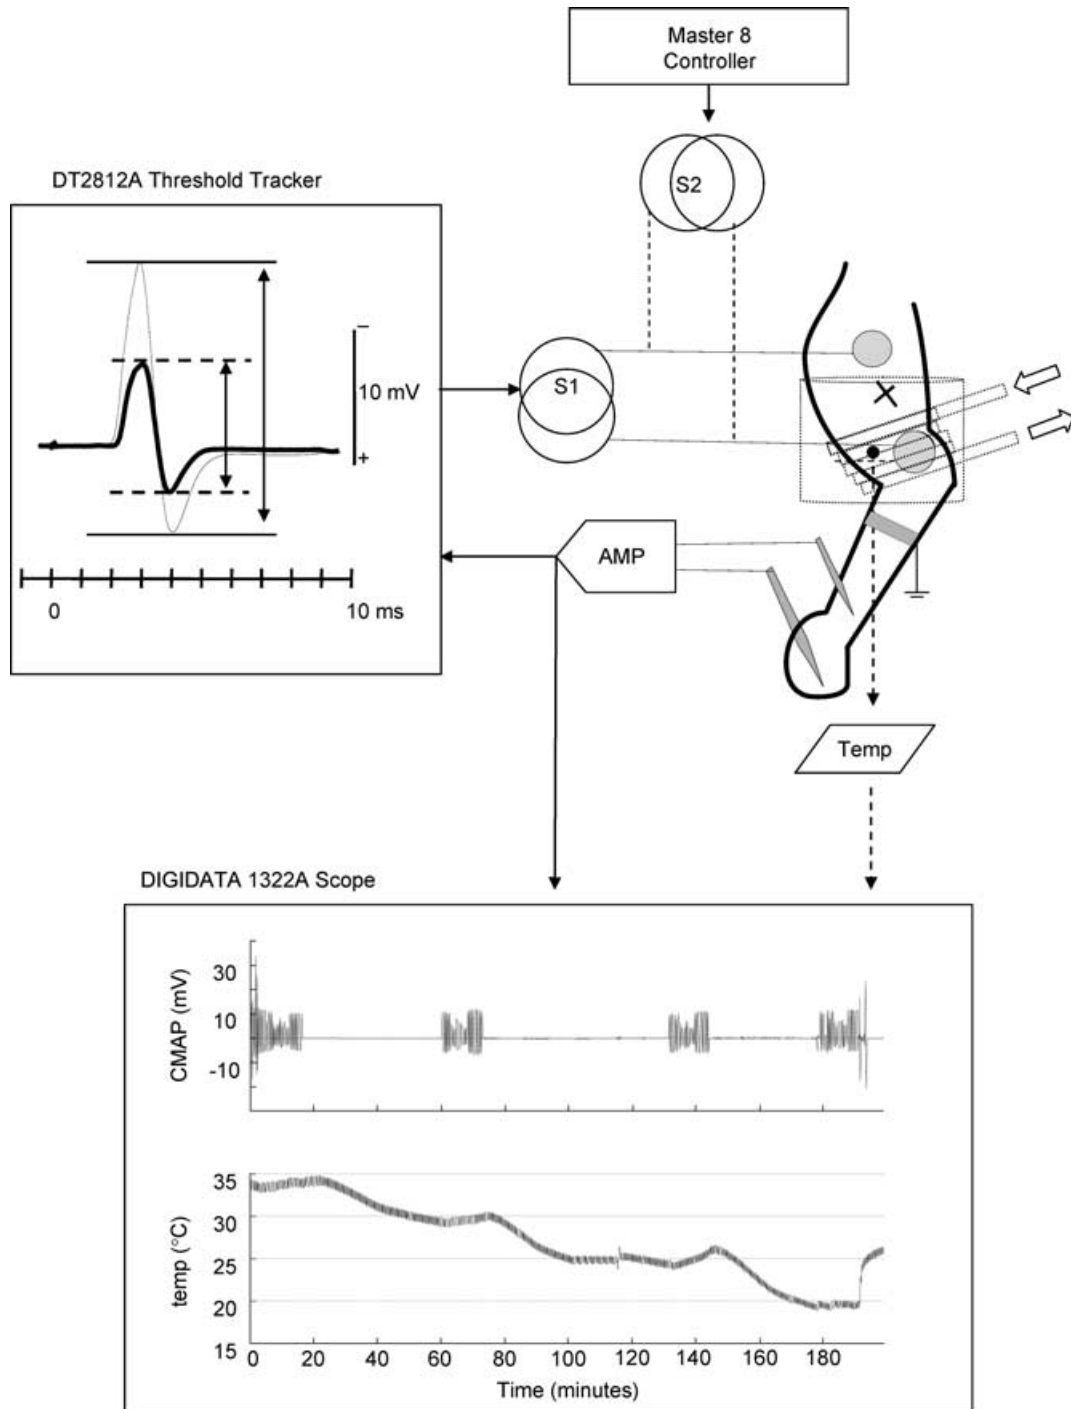 Master 8
Controller
S2
DT2812A Threshold Tracker
−
10 mV
+
0 10 ms
S1
AMP
Temp
DIGIDATA 1322A Scope
CMAP (mV)
30
10
-10
temp (°C)
35
30
25
20
15
0 20 40 60 80 100 120 140 160 180
Time (minutes)